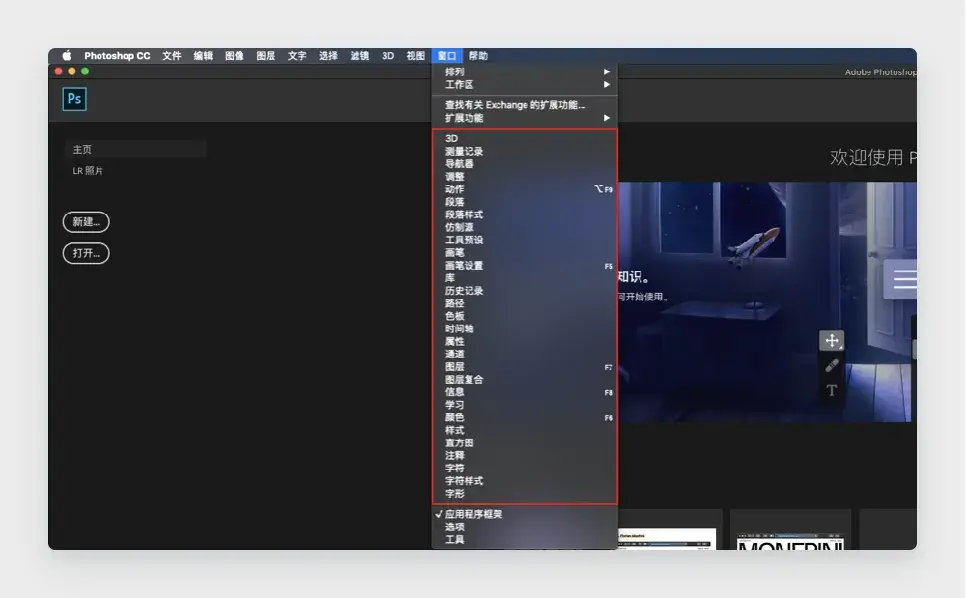 Photoshop CC 文件 编辑 图像 图层 文字 选择 滤镜 3D 视图 窗口 帮助
Adobe Photoshop
Ps
主页
LR 照片
新建...
打开...
排列
工作区
查找有关 Exchange 的扩展功能...
扩展功能
3D
测量记录
导航器
调整
动作 ⌥F9
段落
段落样式
仿制源
工具预设
画笔
画笔设置 F5
库
历史记录
路径
色板
时间轴
属性
通道
图层 F7
图层复合
信息 F8
学习
颜色 F6
样式
直方图
注释
字符
字符样式
字形
✓ 应用程序框架
选项
工具
欢迎使用 P
知识。
何开始使用。
T